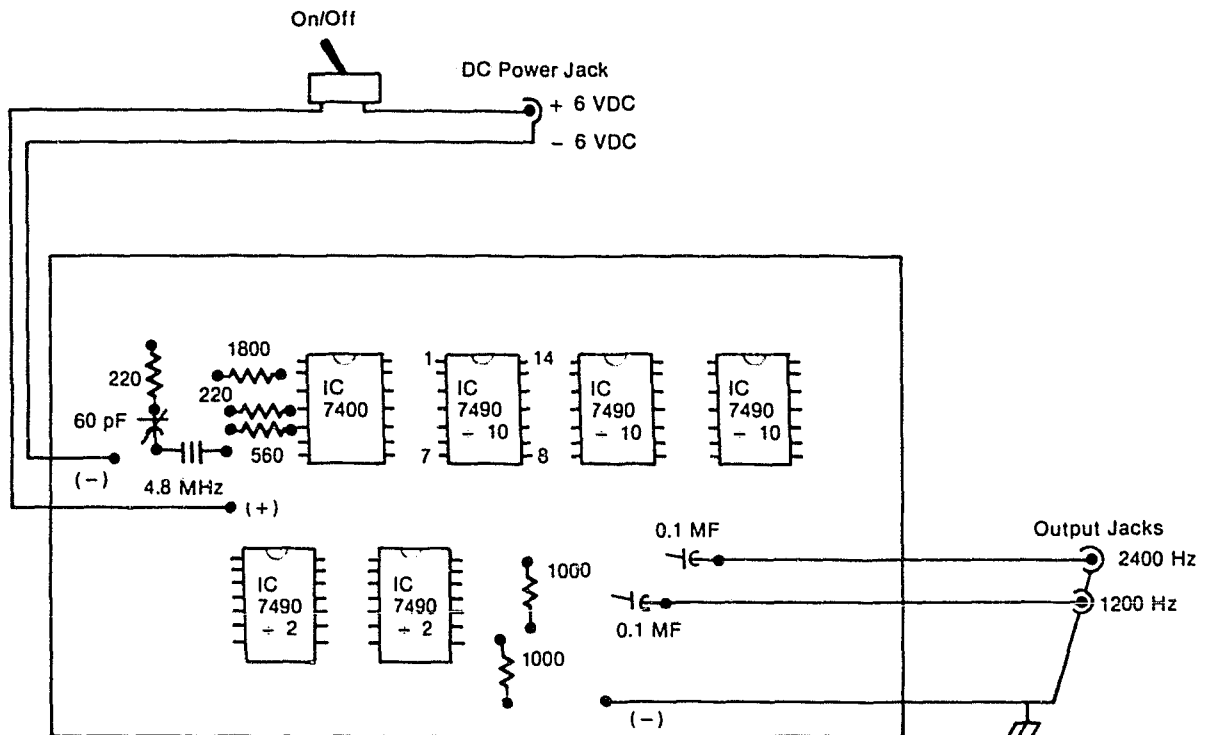 On/Off
DC Power Jack
+ 6 VDC
- 6 VDC
1800
220
220
60 pF
560
(-)
4.8 MHz
(+)
IC
7400
1
14
7
8
IC
7490
÷ 10
IC
7490
÷ 10
IC
7490
÷ 10
IC
7490
÷ 2
IC
7490
÷ 2
1000
1000
0.1 MF
0.1 MF
Output Jacks
2400 Hz
1200 Hz
(-)